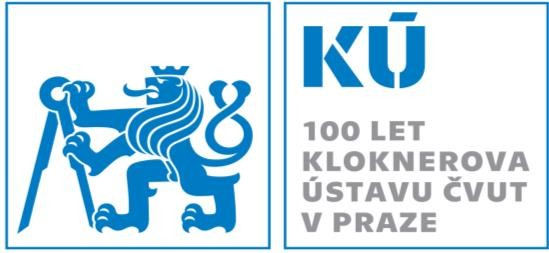 KÚ
100 LET
KLOKNEROVA
ÚSTAVU ČVUT
V PRAZE